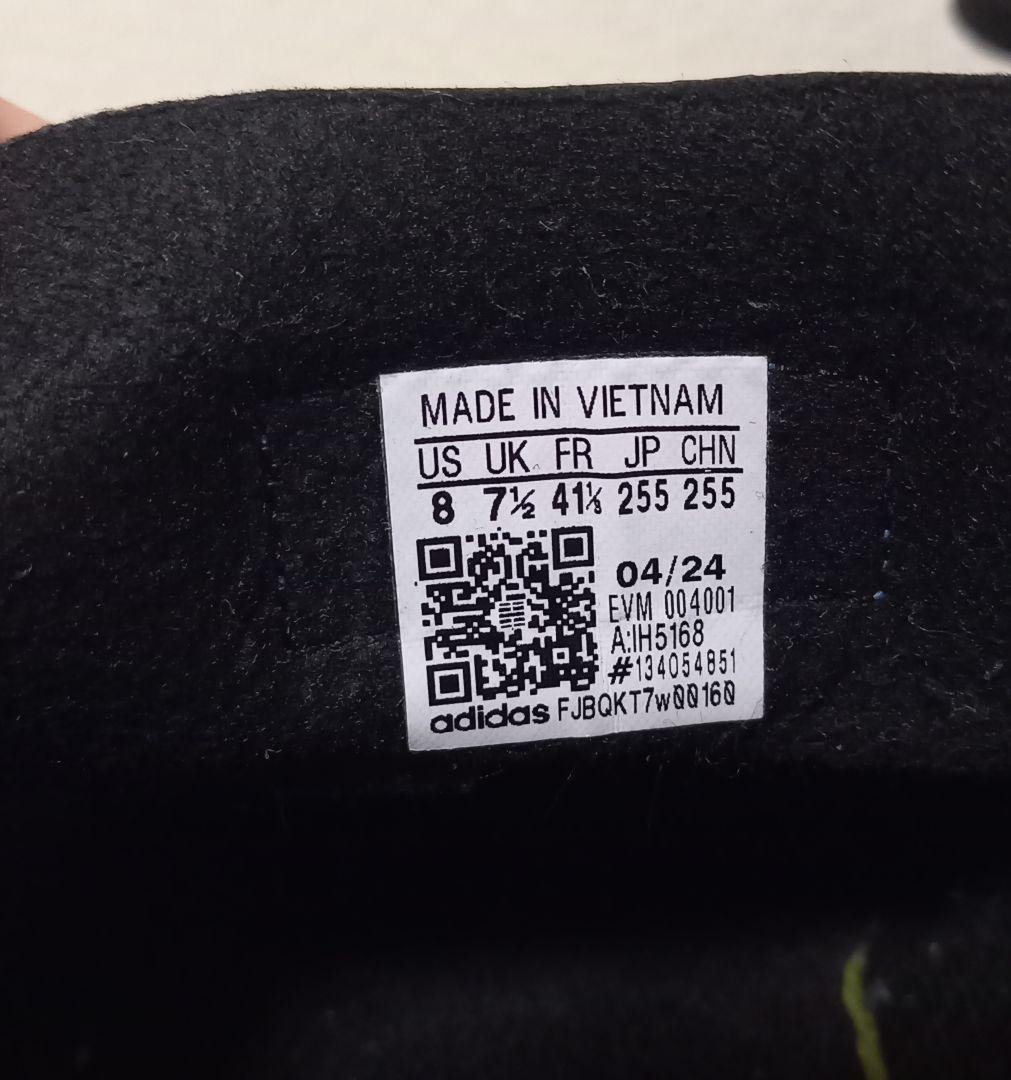 MADE IN VIETNAM
US UK FR JP CHN
8 7½ 41⅓ 255 255
04/24
EVM 004001
A:IH5168
#134054851
adidas FJBQKT7w00160